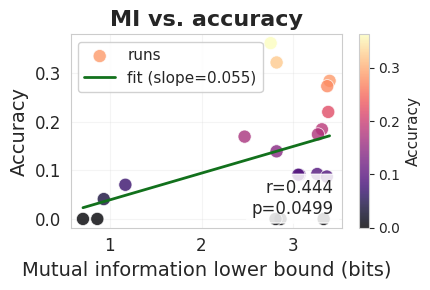 MI vs. accuracy
runs
fit (slope=0.055)
r=0.444
p=0.0499
Accuracy
0.0
0.1
0.2
0.3
1
2
3
Mutual information lower bound (bits)
0.3
0.2
0.1
0.0
Accuracy